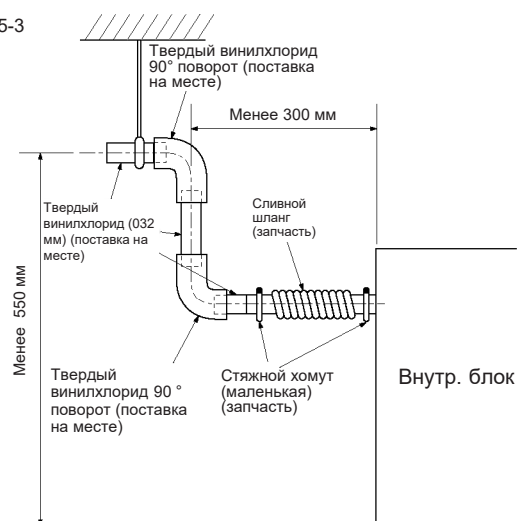 5-3
Твердый винилхлорид
90° поворот (поставка
на месте)
Менее 300 мм
Твердый
винилхлорид (032
мм) (поставка на
месте)
Сливной
шланг
(запчасть)
Менее 550 мм
Твердый
винилхлорид 90 °
поворот (поставка
на месте)
Стяжной хомут
(маленькая)
(запчасть)
Внутр. блок